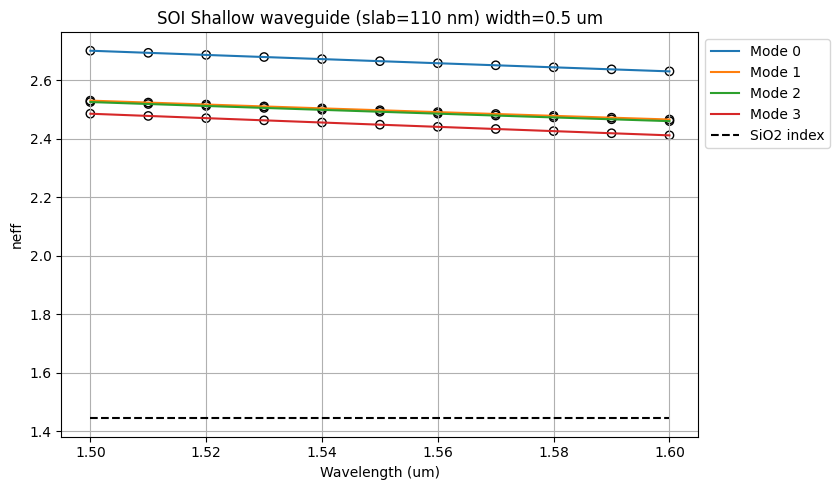 SOI Shallow waveguide (slab=110 nm) width=0.5 um
Mode 0
Mode 1
Mode 2
Mode 3
SiO2 index
neff
2.6
2.4
2.2
2.0
1.8
1.6
1.4
1.50 1.52 1.54 1.56 1.58 1.60
Wavelength (um)